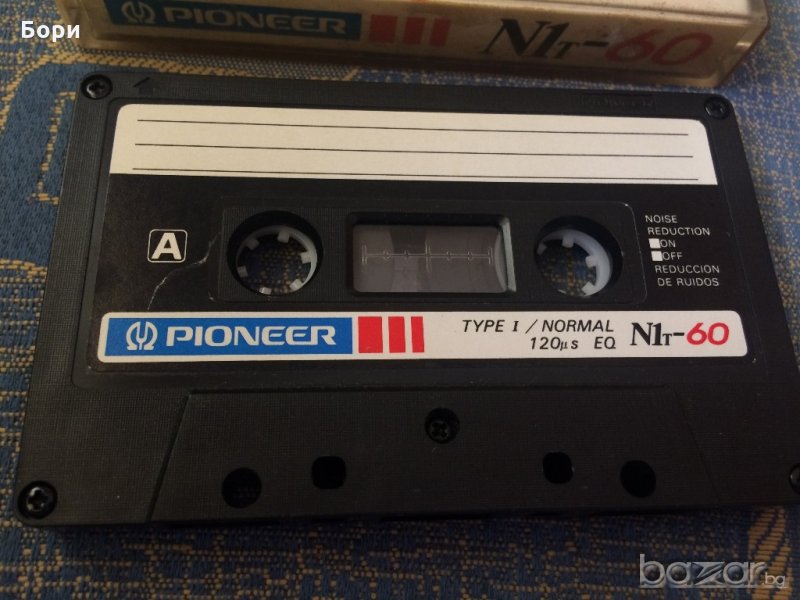 Бори
PIONEER N1T-60
A
NOISE
REDUCTION
ON
OFF
REDUCCION
DE RUIDOS
PIONEER
TYPE I / NORMAL
120µs EQ
N1T-60
bazar.bg